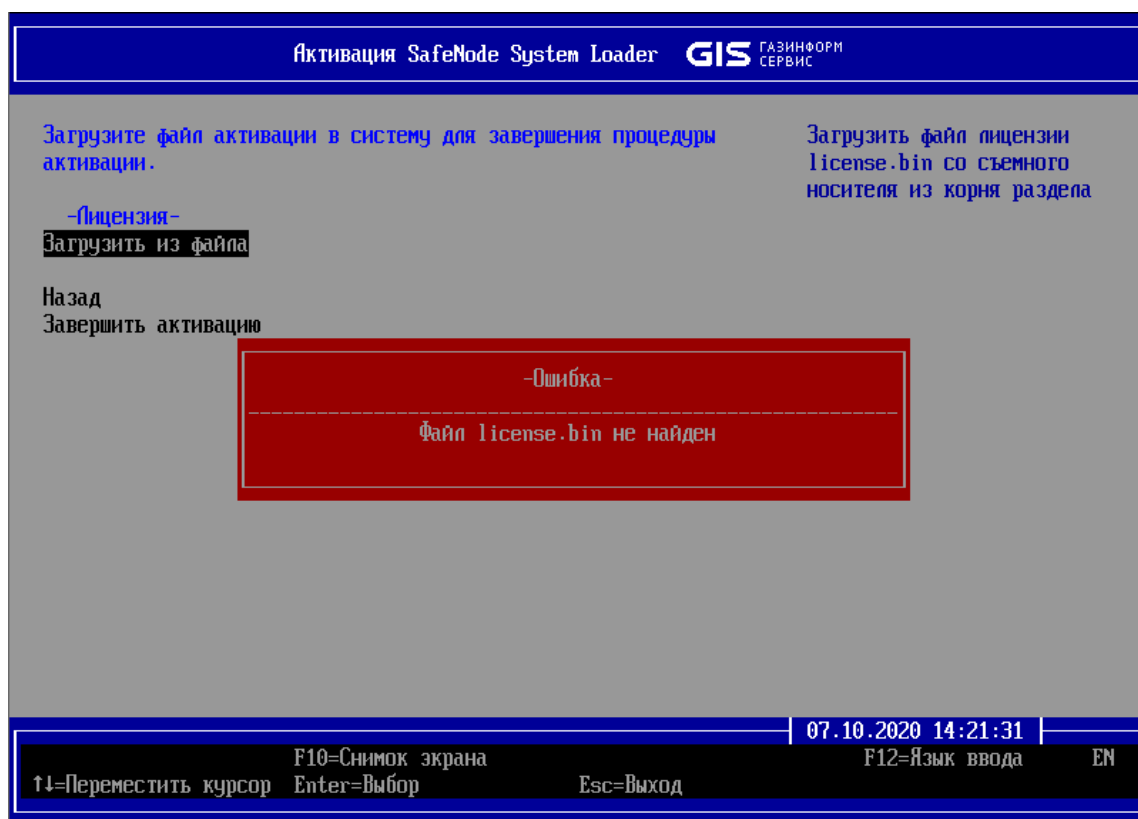 Активация SafeNode System Loader GIS ГАЗИНФОРМ
СЕРВИС
Загрузите файл активации в систему для завершения процедуры
активации.
-Лицензия-
Загрузить из файла
Назад
Завершить активацию
Загрузить файл лицензии
license.bin со съемного
носителя из корня раздела
-Ошибка-
Файл license.bin не найден
07.10.2020 14:21:31
F10=Снимок экрана F12=Язык ввода EN
↑↓=Переместить курсор Enter=Выбор Esc=Выход